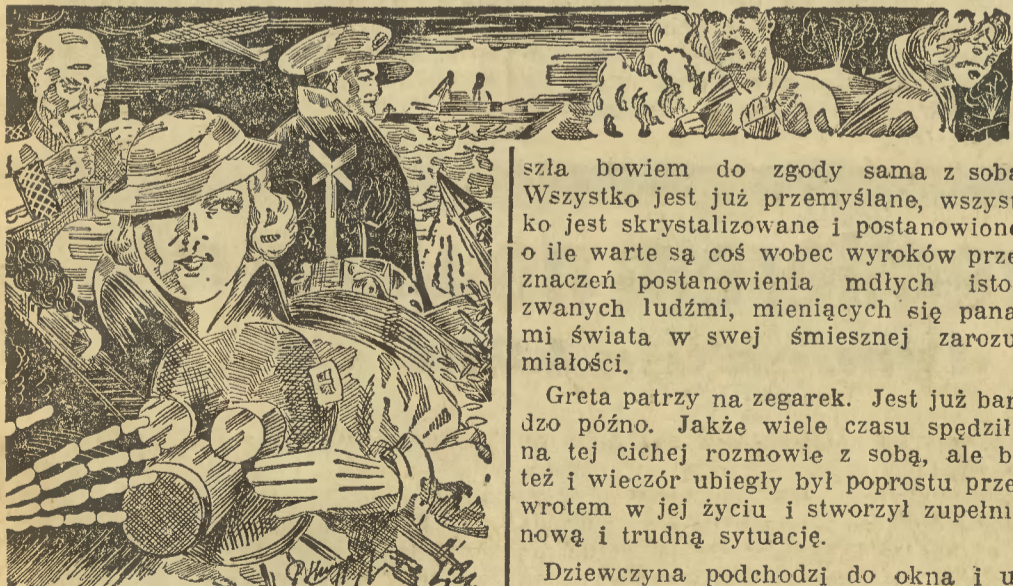 szła bowiem do zgody sama z sobą
Wszystko jest już przemyślane, wszyst
ko jest skrystalizowane i postanowion
o ile warte są coś wobec wyroków prze
znaczeń postanowienia mdłych isto
zwanych ludźmi, mieniących się pana
mi świata w swej śmiesznej zarozu
miałości.
Greta patrzy na zegarek. Jest już bar
dzo późno. Jakże wiele czasu spędził
na tej cichej rozmowie z sobą, ale b
też i wieczór ubiegły był poprostu prze
wrotem w jej życiu i stworzył zupełni
nową i trudną sytuację.
Dziewczyna podchodzi do okna i u